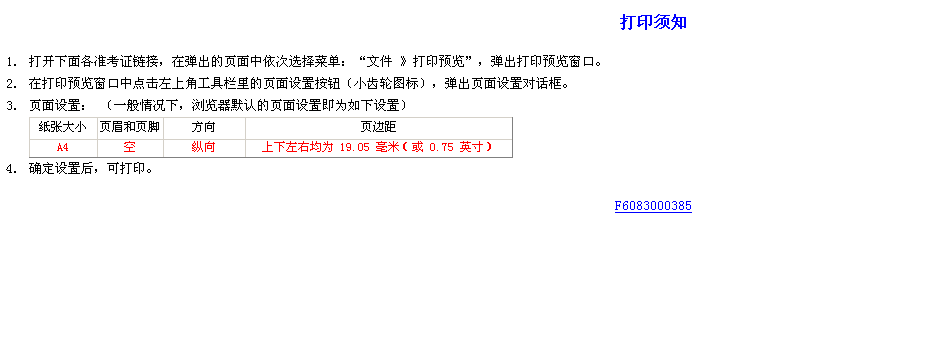 打印须知
1. 打开下面各准考证链接，在弹出的页面中依次选择菜单：“文件 》打印预览”，弹出打印预览窗口。
2. 在打印预览窗口中点击左上角工具栏里的页面设置按钮（小齿轮图标），弹出页面设置对话框。
3. 页面设置： （一般情况下，浏览器默认的页面设置即为如下设置）
纸张大小 页眉和页脚 方向 页边距
A4 空 纵向 上下左右均为 19.05 毫米（或 0.75 英寸）
4. 确定设置后，可打印。
F6083000385